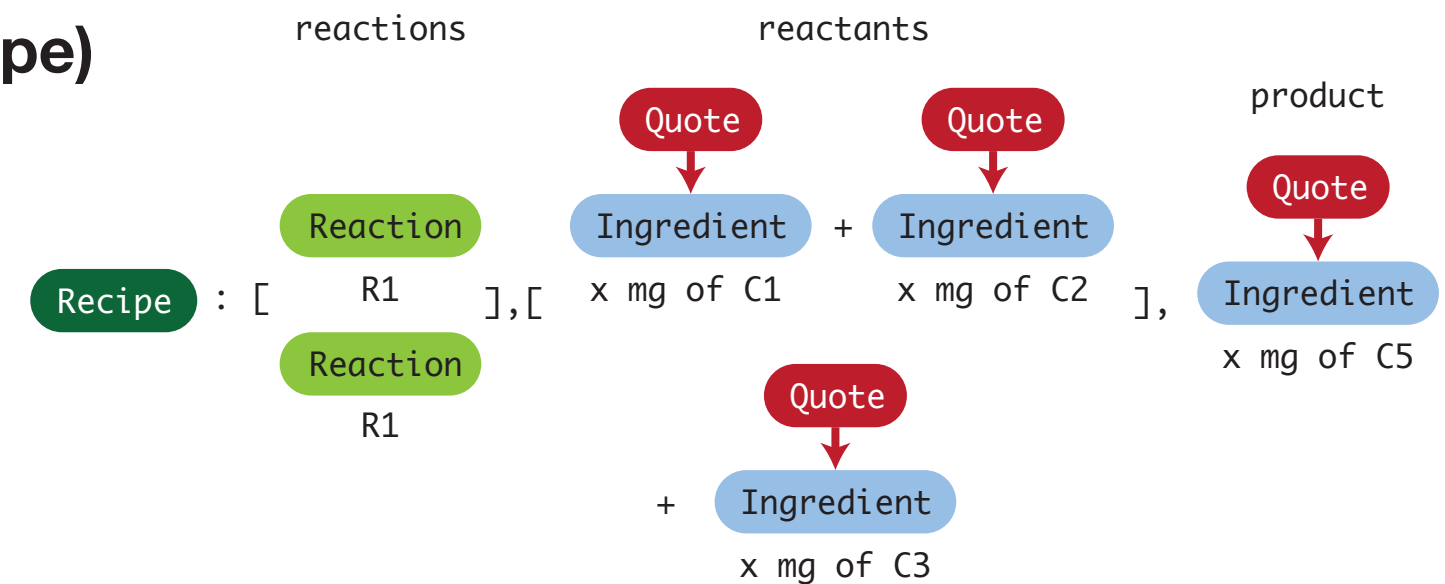 pe)
reactions
reactants
product
Quote
Quote
Quote
Reaction
Ingredient + Ingredient
Recipe : [ R1 ],[ x mg of C1 x mg of C2 ], Ingredient
Reaction
x mg of C5
R1
Quote
+ Ingredient
x mg of C3